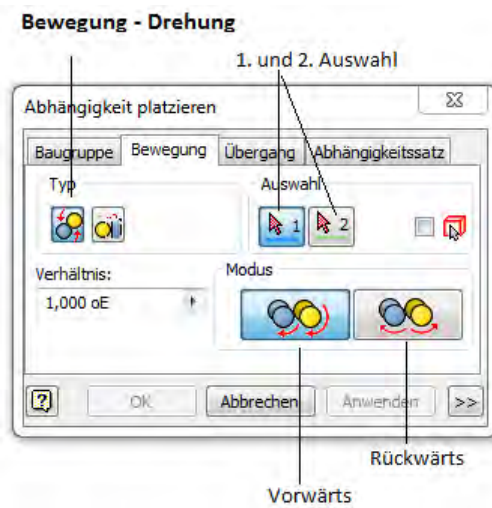 Bewegung - Drehung
1. und 2. Auswahl
Abhängigkeit platzieren
Baugruppe Bewegung Übergang Abhängigkeitssatz
Typ Auswahl
1 2
Verhältnis: Modus
1,000 oE
? OK Abbrechen Anwenden >>
Rückwärts
Vorwärts